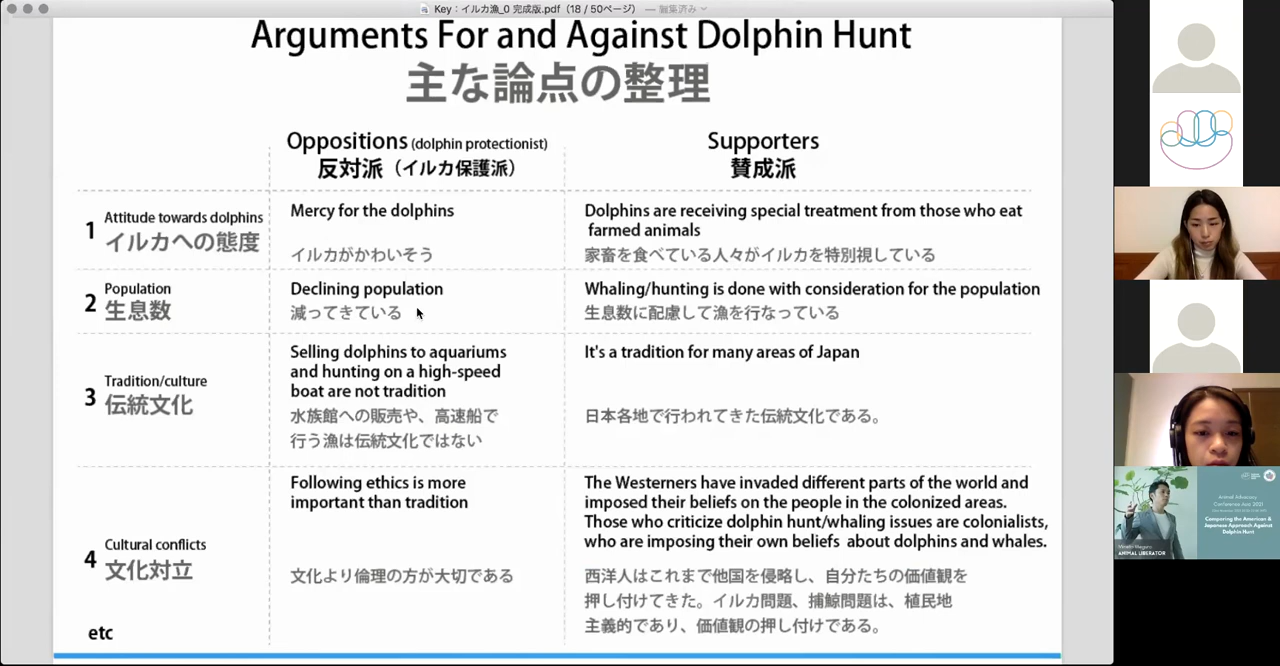 Key：イルカ漁_0 完成版.pdf（18 / 50ページ） — 編集済み
Arguments For and Against Dolphin Hunt
主な論点の整理
Oppositions (dolphin protectionist)
反対派（イルカ保護派）
Supporters
賛成派
1 Attitude towards dolphins
イルカへの態度
Mercy for the dolphins
イルカがかわいそう
Dolphins are receiving special treatment from those who eat
farmed animals
家畜を食べている人々がイルカを特別視している
2 Population
生息数
Declining population
減ってきている
Whaling/hunting is done with consideration for the population
生息数に配慮して漁を行なっている
3 Tradition/culture
伝統文化
Selling dolphins to aquariums
and hunting on a high-speed
boat are not tradition
水族館への販売や、高速船で
行う漁は伝統文化ではない
It's a tradition for many areas of Japan
日本各地で行われてきた伝統文化である。
4 Cultural conflicts
文化対立
Following ethics is more
important than tradition
文化より倫理の方が大切である
The Westerners have invaded different parts of the world and
imposed their beliefs on the people in the colonized areas.
Those who criticize dolphin hunt/whaling issues are colonialists,
who are imposing their own beliefs about dolphins and whales.
西洋人はこれまで他国を侵略し、自分たちの価値観を
押し付けてきた。イルカ問題、捕鯨問題は、植民地
主義的であり、価値観の押し付けである。
etc
Animal Advocacy
Conference Asia 2021
Comparing the American &
Japanese Approach Against
Dolphin Hunt
ANIMAL LIBERATOR